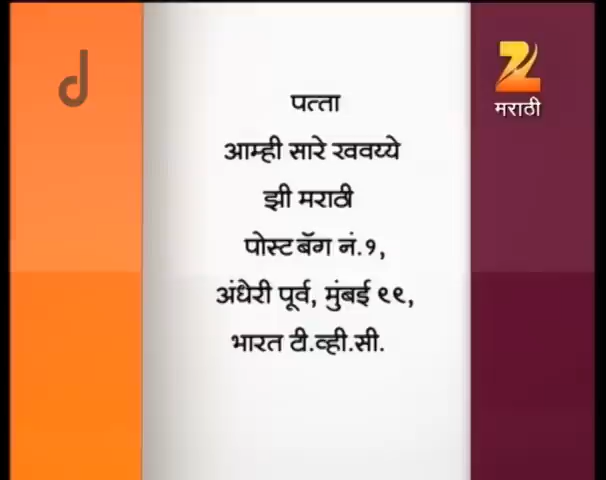 पत्ता
आम्ही सारे खवय्ये
झी मराठी
पोस्ट बॅग नं.१,
अंधेरी पूर्व, मुंबई ९९,
भारत टी.व्ही.सी.
मराठी